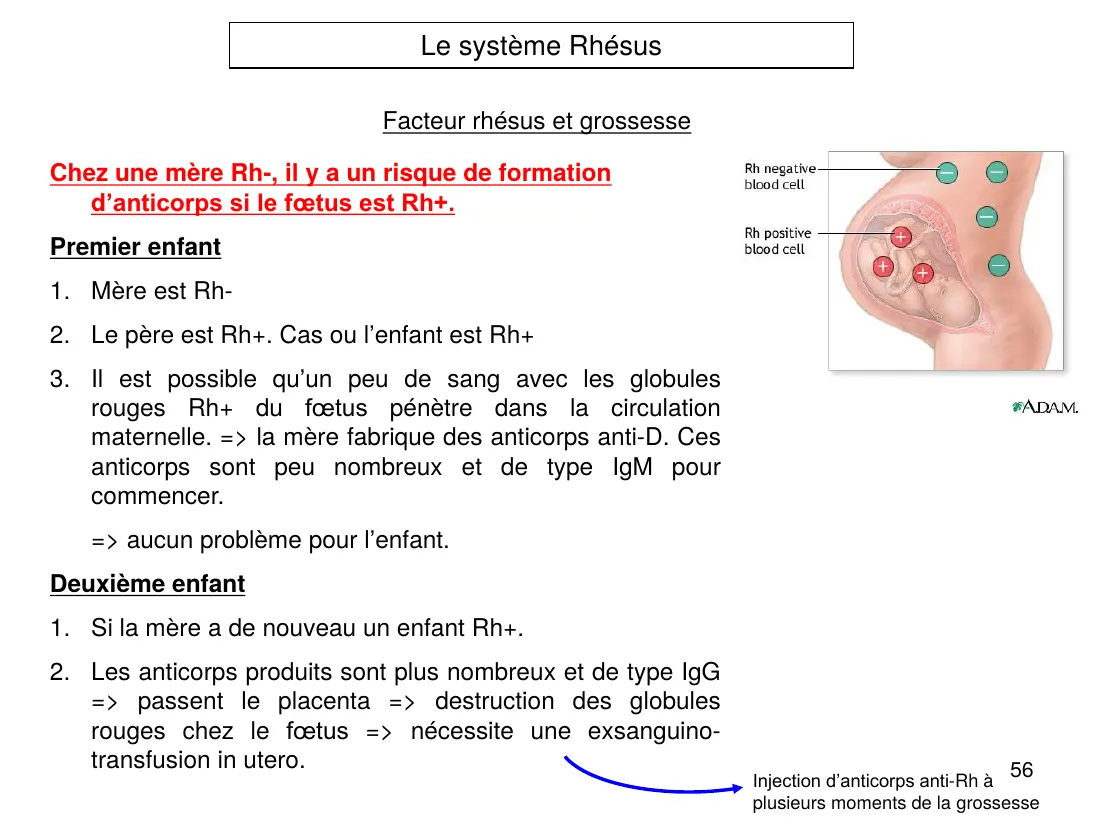 Le système Rhésus
Facteur rhésus et grossesse
Chez une mère Rh-, il y a un risque de formation
d’anticorps si le fœtus est Rh+.
Premier enfant
1. Mère est Rh-
2. Le père est Rh+. Cas ou l’enfant est Rh+
3. Il est possible qu’un peu de sang avec les globules
rouges Rh+ du fœtus pénètre dans la circulation
maternelle. => la mère fabrique des anticorps anti-D. Ces
anticorps sont peu nombreux et de type IgM pour
commencer.
=> aucun problème pour l’enfant.
Deuxième enfant
1. Si la mère a de nouveau un enfant Rh+.
2. Les anticorps produits sont plus nombreux et de type IgG
=> passent le placenta => destruction des globules
rouges chez le fœtus => nécessite une exsanguino-
transfusion in utero.
Rh negative
blood cell
Rh positive
blood cell
A.D.A.M.
Injection d’anticorps anti-Rh à
plusieurs moments de la grossesse
56